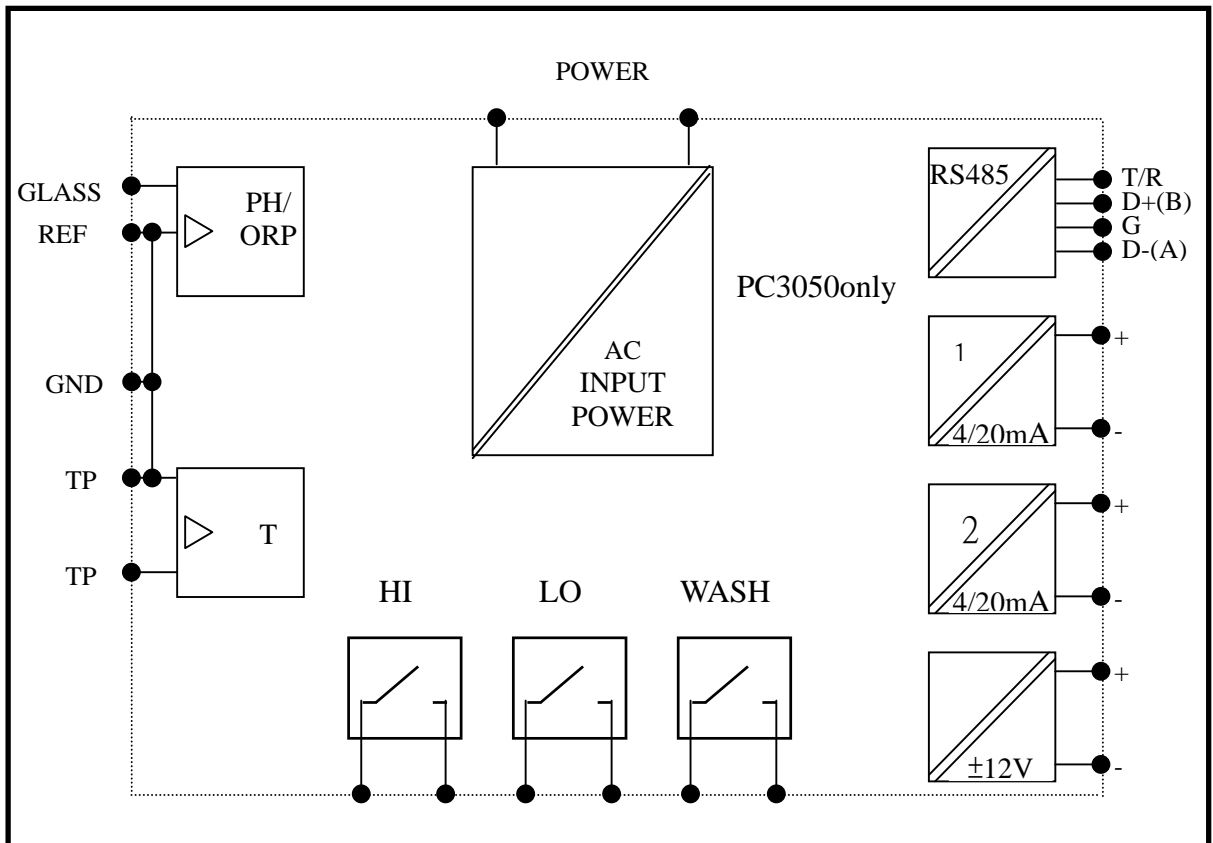 POWER
GLASS
REF
GND
TP
TP
PH/
ORP
T
AC
INPUT
POWER
PC3050only
RS485
T/R
D+(B)
G
D-(A)
1
4/20mA
+
-
2
4/20mA
+
-
±12V
+
-
HI
LO
WASH